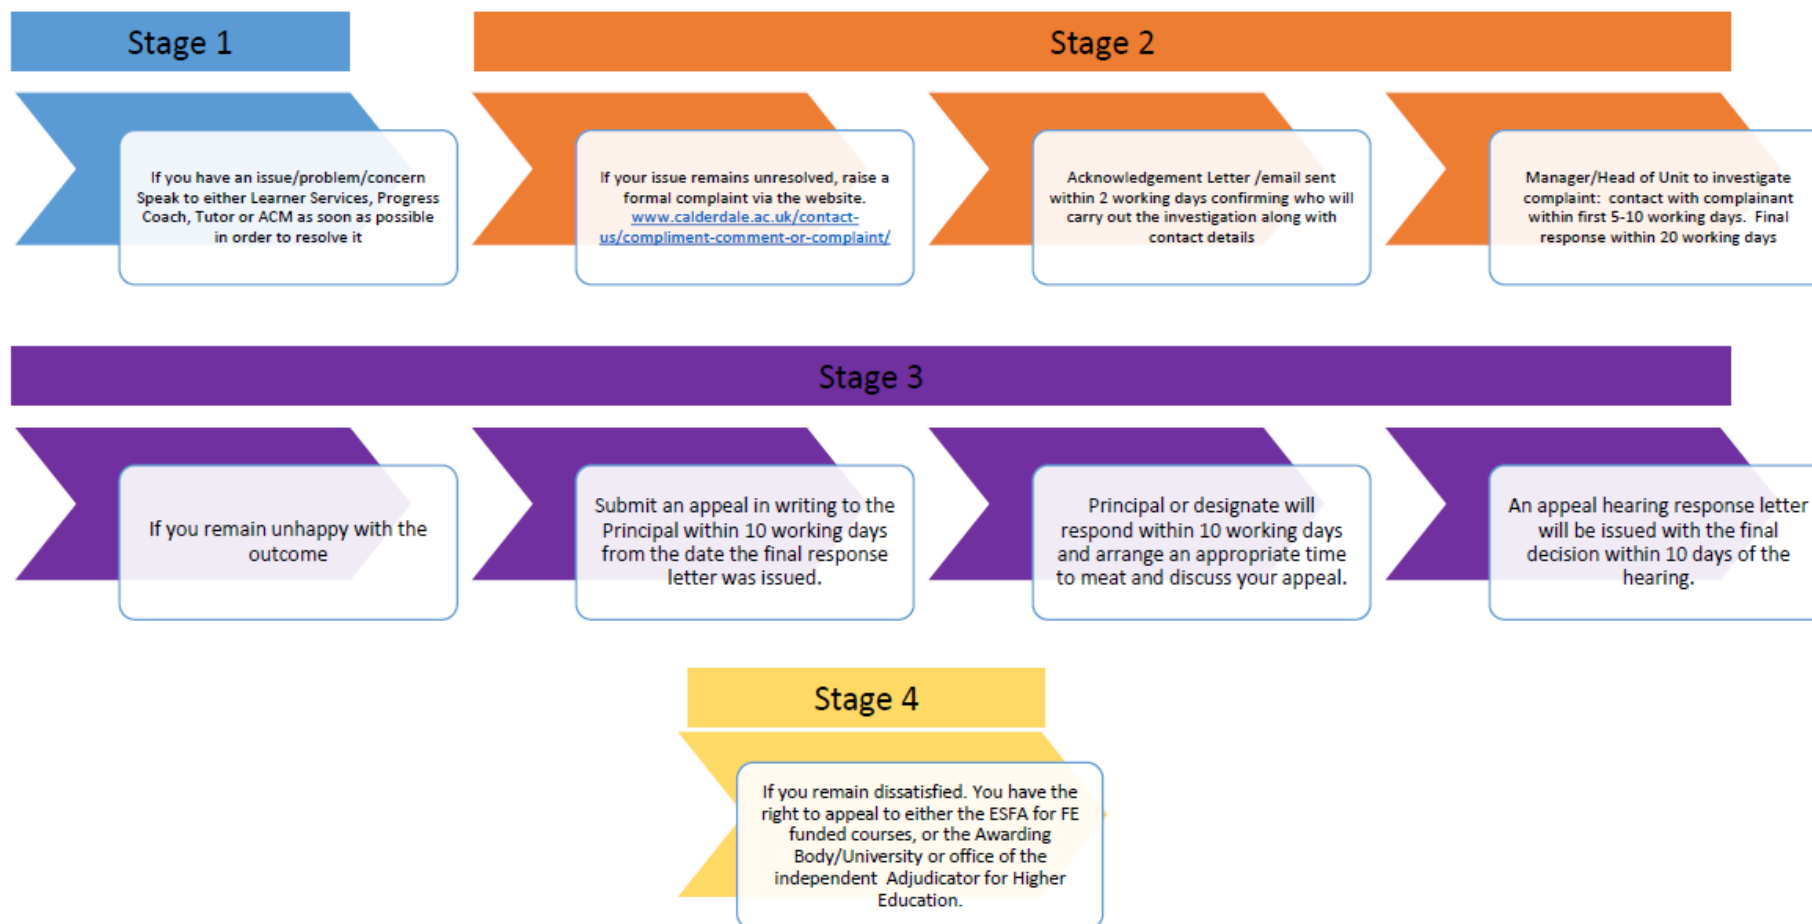 Stage 1
Stage 2
If you have an issue/problem/concern
Speak to either Learner Services, Progress
Coach, Tutor or ACM as soon as possible
in order to resolve it
If your issue remains unresolved, raise a
formal complaint via the website.
www.calderdale.ac.uk/contact-
us/compliment-comment-or-complaint/
Acknowledgement Letter /email sent
within 2 working days confirming who will
carry out the investigation along with
contact details
Manager/Head of Unit to investigate
complaint: contact with complainant
within first 5-10 working days. Final
response within 20 working days
Stage 3
If you remain unhappy with the
outcome
Submit an appeal in writing to the
Principal within 10 working days
from the date the final response
letter was issued.
Principal or designate will
respond within 10 working days
and arrange an appropriate time
to meat and discuss your appeal.
An appeal hearing response letter
will be issued with the final
decision within 10 days of the
hearing.
Stage 4
If you remain dissatisfied. You have the
right to appeal to either the ESFA for FE
funded courses, or the Awarding
Body/University or office of the
independent Adjudicator for Higher
Education.